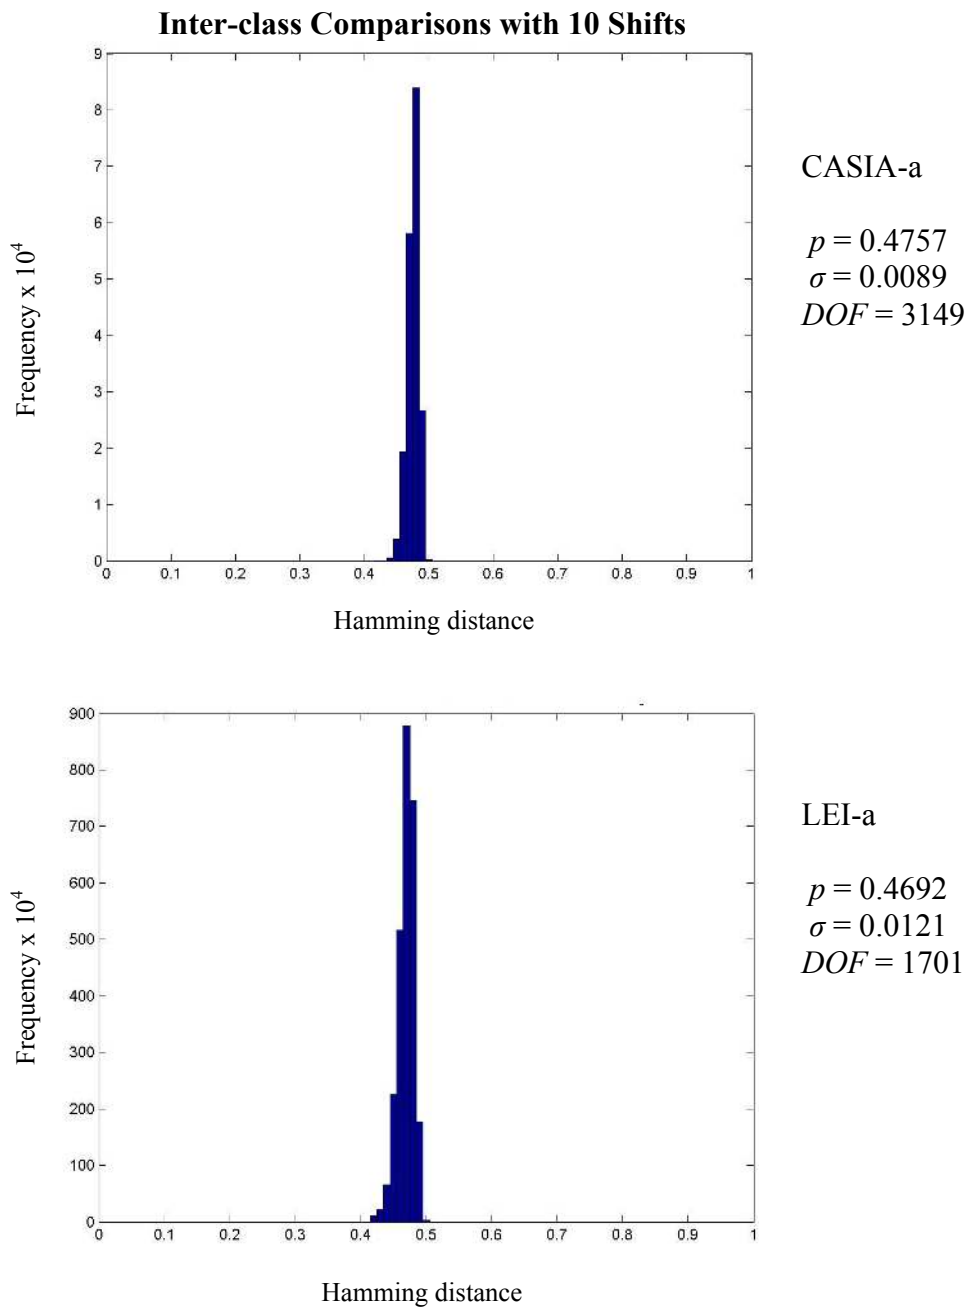 Inter-class Comparisons with 10 Shifts
9
8
7
6
5
4
3
2
1
0
0 0.1 0.2 0.3 0.4 0.5 0.6 0.7 0.8 0.9 1
Frequency x 10⁴
Hamming distance
CASIA-a
p = 0.4757
σ = 0.0089
DOF = 3149
900
800
700
600
500
400
300
200
100
0
0 0.1 0.2 0.3 0.4 0.5 0.6 0.7 0.8 0.9 1
Frequency x 10⁴
Hamming distance
LEI-a
p = 0.4692
σ = 0.0121
DOF = 1701